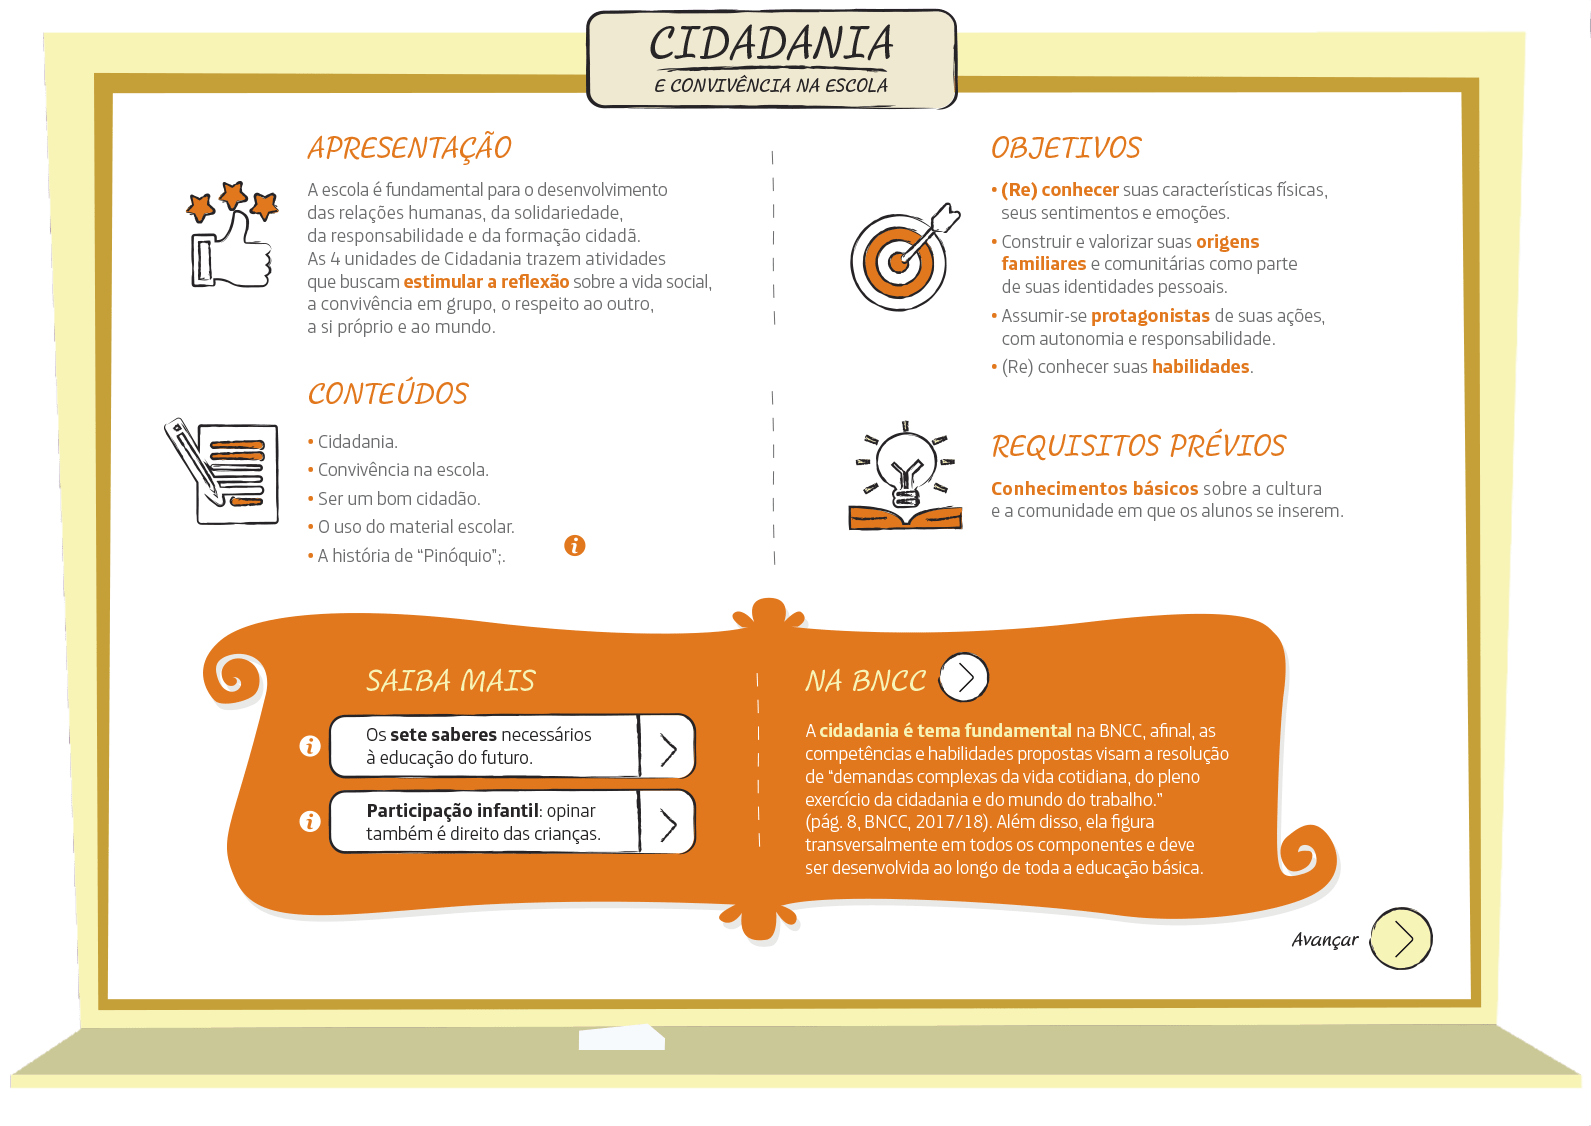 CIDADANIA
E CONVIVÊNCIA NA ESCOLA
APRESENTAÇÃO
A escola é fundamental para o desenvolvimento
das relações humanas, da solidariedade,
da responsabilidade e da formação cidadã.
As 4 unidades de Cidadania trazem atividades
que buscam estimular a reflexão sobre a vida social,
a convivência em grupo, o respeito ao outro,
a si próprio e ao mundo.
CONTEÚDOS
• Cidadania.
• Convivência na escola.
• Ser um bom cidadão.
• O uso do material escolar.
• A história de “Pinóquio”;.
i
OBJETIVOS
• (Re) conhecer suas características físicas,
seus sentimentos e emoções.
• Construir e valorizar suas origens
familiares e comunitárias como parte
de suas identidades pessoais.
• Assumir-se protagonistas de suas ações,
com autonomia e responsabilidade.
• (Re) conhecer suas habilidades.
REQUISITOS PRÉVIOS
Conhecimentos básicos sobre a cultura
e a comunidade em que os alunos se inserem.
SAIBA MAIS
i
Os sete saberes necessários
à educação do futuro.
i
Participação infantil: opinar
também é direito das crianças.
NA BNCC
A cidadania é tema fundamental na BNCC, afinal, as
competências e habilidades propostas visam a resolução
de “demandas complexas da vida cotidiana, do pleno
exercício da cidadania e do mundo do trabalho.”
(pág. 8, BNCC, 2017/18). Além disso, ela figura
transversalmente em todos os componentes e deve
ser desenvolvida ao longo de toda a educação básica.
Avançar